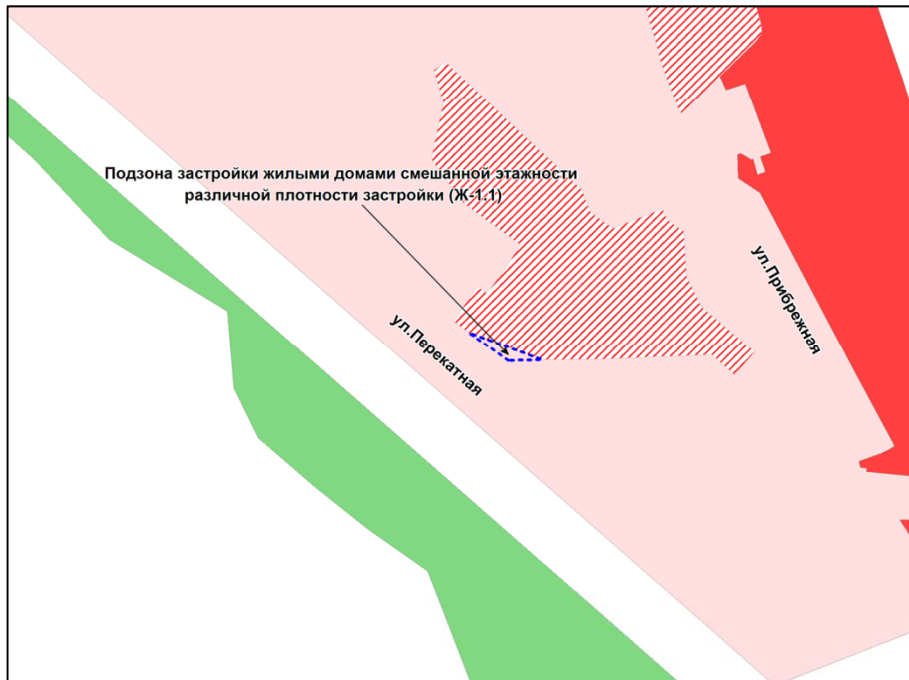 Подзона застройки жилыми домами смешанной этажности
различной плотности застройки (Ж-1.1)
ул.Прибрежная
ул.Перекатная